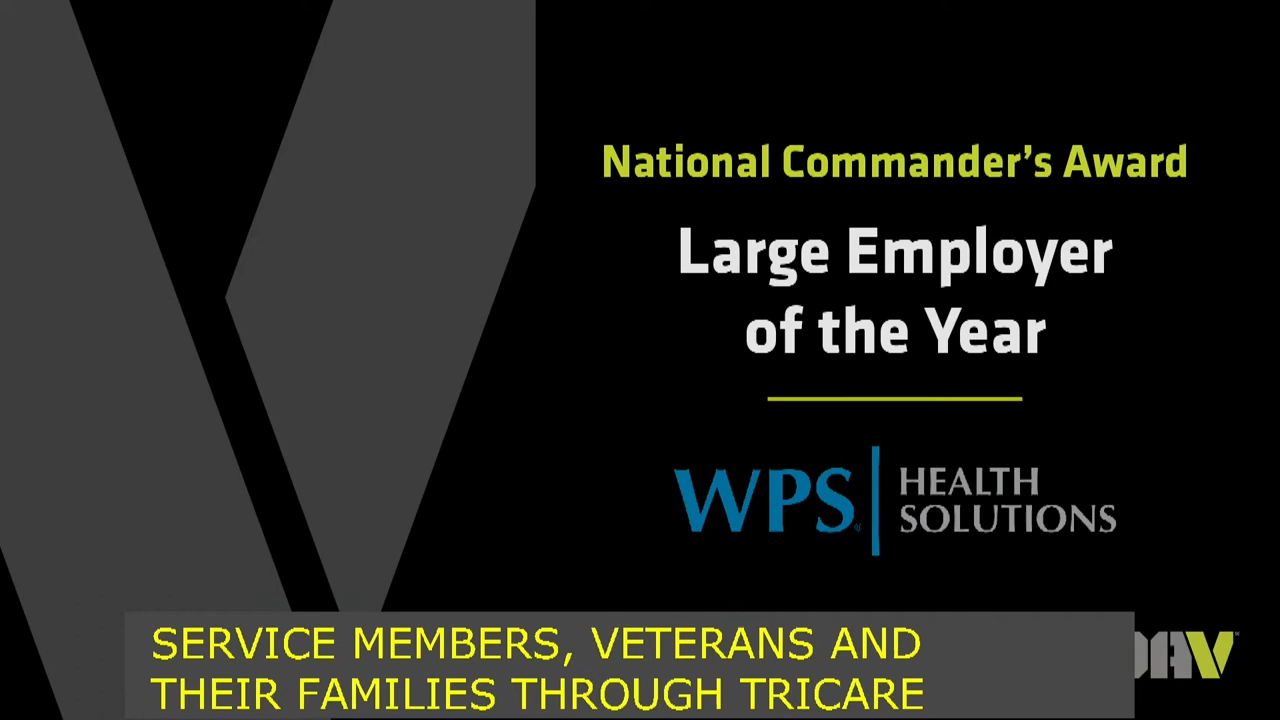 National Commander's Award
Large Employer
of the Year
WPS HEALTH
SOLUTIONS
SERVICE MEMBERS, VETERANS AND
THEIR FAMILIES THROUGH TRICARE
DAV